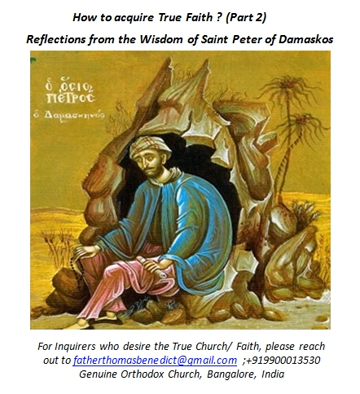 How to acquire True Faith ? (Part 2)
Reflections from the Wisdom of Saint Peter of Damaskos
ὁ ὅσιος
ΠΕΤΡΟΣ
ὁ Δαμασκηνός
For Inquirers who desire the True Church/ Faith, please reach
out to fatherthomasbenedict@gmail.com ;+919900013530
Genuine Orthodox Church, Bangalore, India